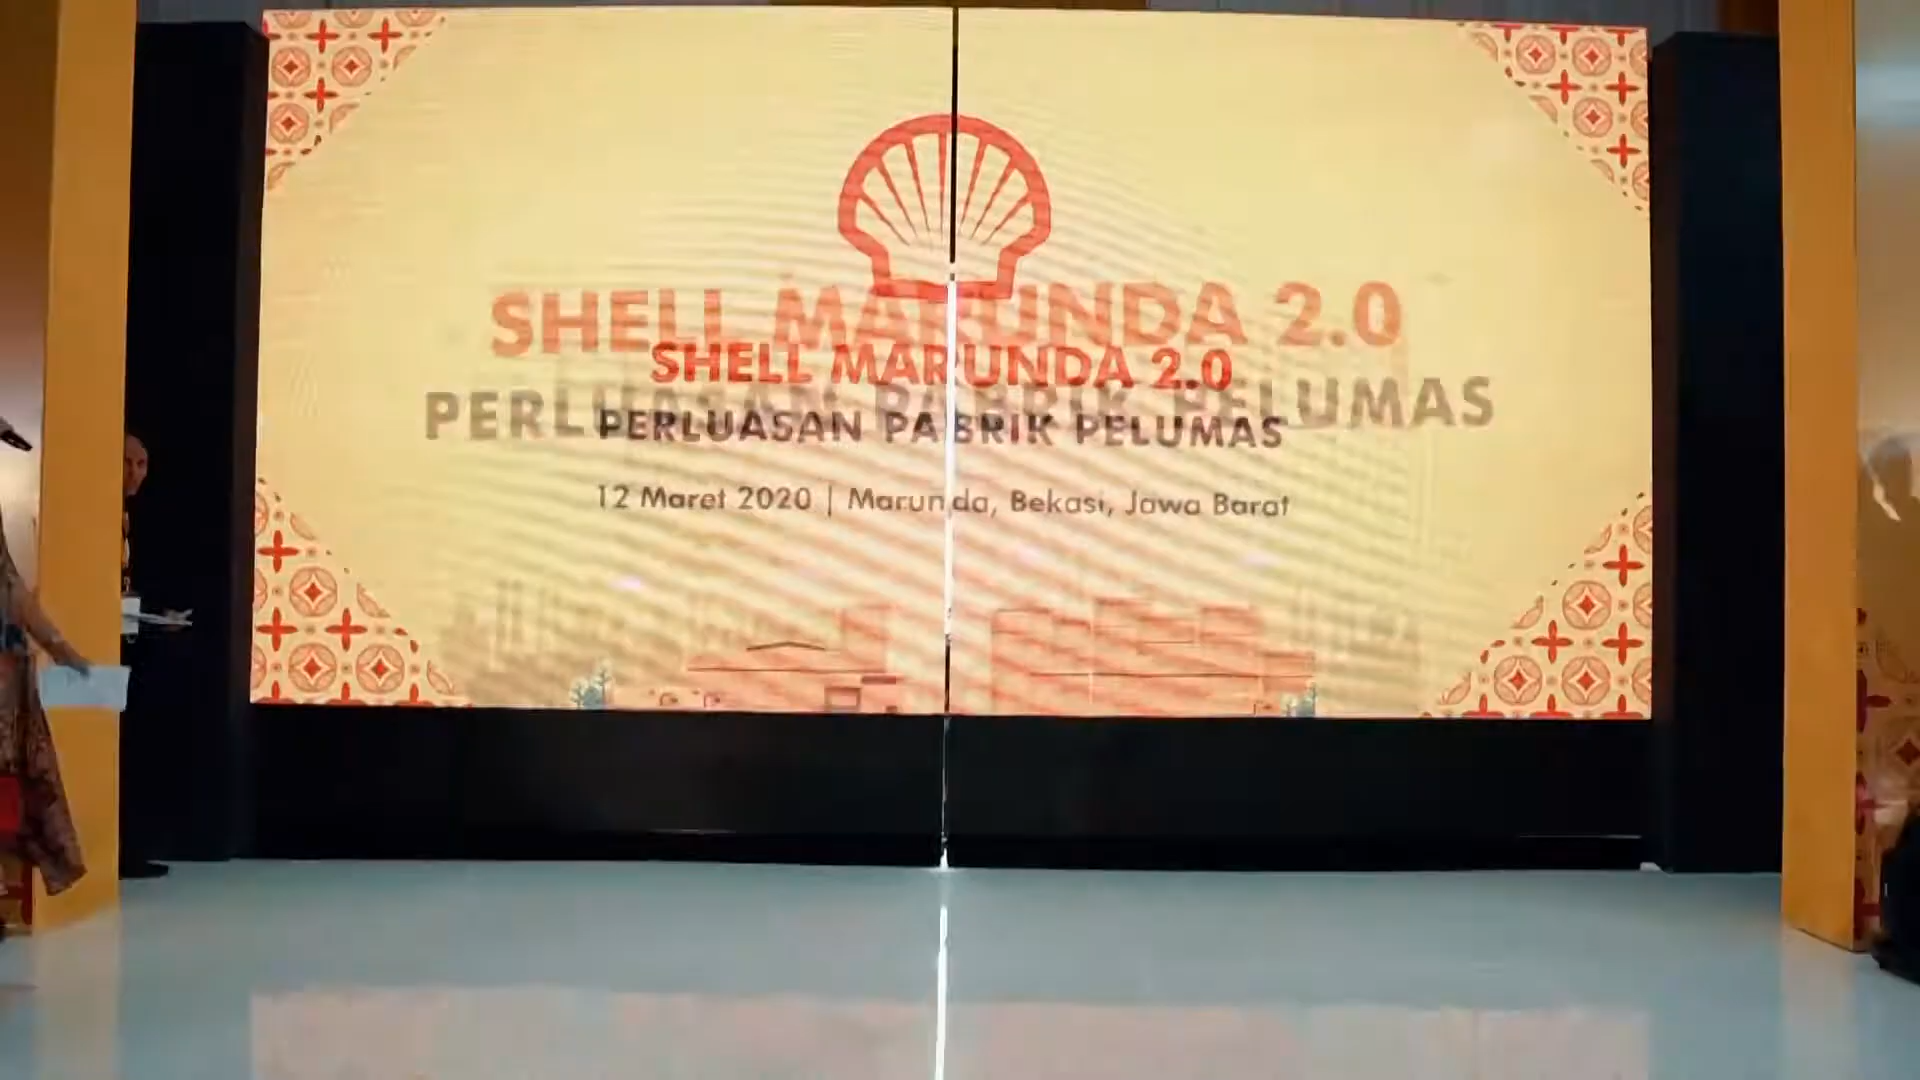 SHELL MARUNDA 2.0
SHELL MARUNDA 2.0
PERLUASAN PABRIK PELUMAS
PERLUASAN PABRIK PELUMAS
12 Maret 2020 | Marunda, Bekasi, Jawa Barat